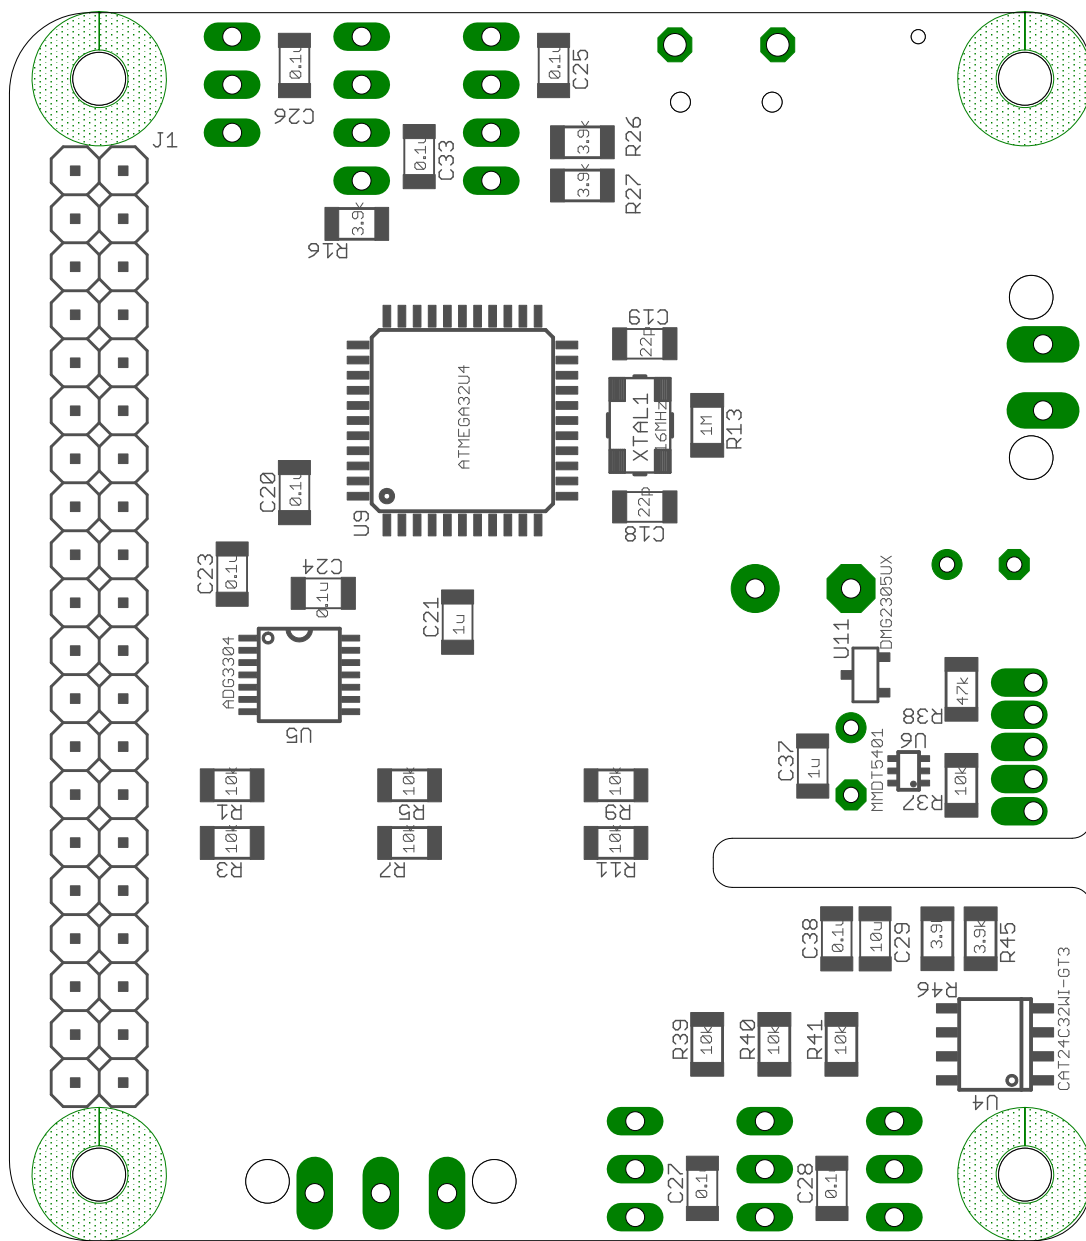 0.1u
C26
0.1u
C25
J1
0.1u
C33
3.9k
R26
3.9k
R27
3.9k
R16
C19
22p
ATMEGA32U4
XTAL1
16MHz
1M
R13
C20
0.1u
U9
22p
C18
C23
0.1u
C24
0.1u
C21
1u
U11
DMG2305UX
ADG3304
U5
47k
R38
C37
1u
MMDT5401
U6
10k
R37
10k
R1
10k
R5
10k
R9
10k
R3
10k
R7
10k
R11
C38
0.1u
10u
C29
3.9k
R46
3.9k
R45
CAT24C32WI-GT3
R39
10k
R40
10k
R41
10k
U4
C27
0.1
C28
0.1